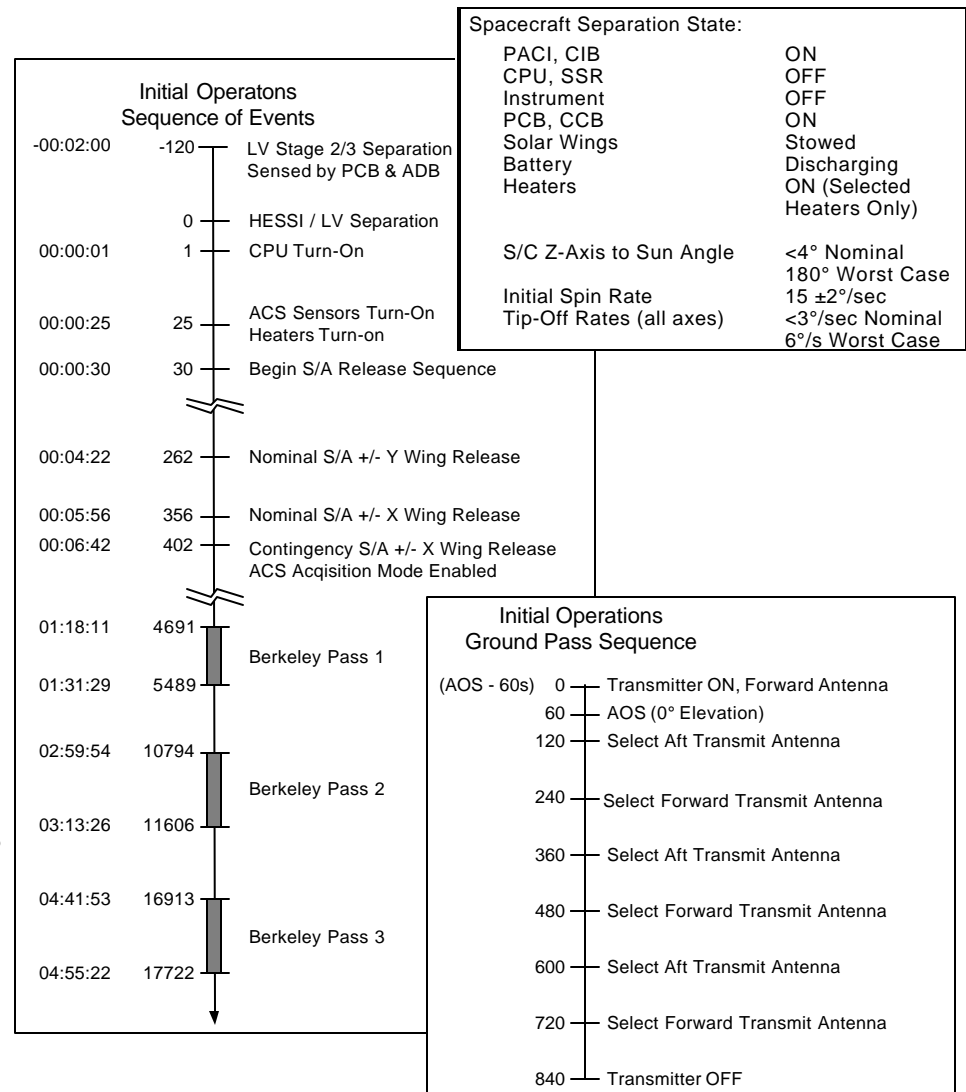 Spacecraft Separation State:
PACI, CIB ON
CPU, SSR OFF
Instrument OFF
PCB, CCB ON
Solar Wings Stowed
Battery Discharging
Heaters ON (Selected
Heaters Only)
S/C Z-Axis to Sun Angle <4° Nominal
180° Worst Case
Initial Spin Rate 15 ±2°/sec
Tip-Off Rates (all axes) <3°/sec Nominal
6°/s Worst Case
Initial Operatons
Sequence of Events
-00:02:00 -120 LV Stage 2/3 Separation
Sensed by PCB & ADB
0 HESSI / LV Separation
00:00:01 1 CPU Turn-On
00:00:25 25 ACS Sensors Turn-On
Heaters Turn-on
00:00:30 30 Begin S/A Release Sequence
00:04:22 262 Nominal S/A +/- Y Wing Release
00:05:56 356 Nominal S/A +/- X Wing Release
00:06:42 402 Contingency S/A +/- X Wing Release
ACS Acqisition Mode Enabled
01:18:11 4691
Berkeley Pass 1
01:31:29 5489
02:59:54 10794
Berkeley Pass 2
03:13:26 11606
04:41:53 16913
Berkeley Pass 3
04:55:22 17722
Initial Operations
Ground Pass Sequence
(AOS - 60s) 0 Transmitter ON, Forward Antenna
60 AOS (0° Elevation)
120 Select Aft Transmit Antenna
240 Select Forward Transmit Antenna
360 Select Aft Transmit Antenna
480 Select Forward Transmit Antenna
600 Select Aft Transmit Antenna
720 Select Forward Transmit Antenna
840 Transmitter OFF